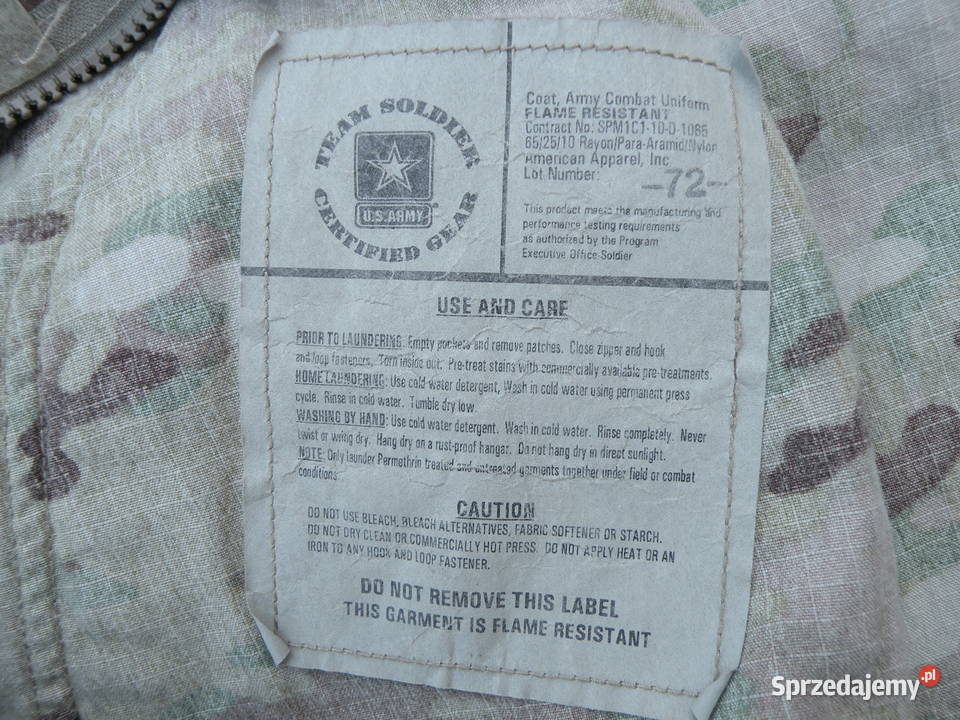 TEAM SOLDIER
U.S.ARMY
CERTIFIED GEAR
Coat, Army Combat Uniform
FLAME RESISTANT
Contract No: SPM1C1-10-D-1065
65/25/10 Rayon/Para-Aramid/Nylon
American Apparel, Inc
Lot Number: -72-
This product meets the manufacturing and
performance testing requirements
as authorized by the Program
Executive Office-Soldier
USE AND CARE
PRIOR TO LAUNDERING: Empty pockets and remove patches. Close zipper and hook
and loop fasteners. Torn inside out. Pre-treat stains with commercially available pre-treatments.
HOME LAUNDERING: Use cold water detergent, Wash in cold water using permanent press
cycle. Rinse in cold water. Tumble dry low.
WASHING BY HAND: Use cold water detergent. Wash in cold water. Rinse completely. Never
twist or wring dry. Hang dry on a rust-proof hangar. Do not hang dry in direct sunlight.
NOTE: Only launder Permethrin treated and untreated garments together under field or combat
conditions.
CAUTION
DO NOT USE BLEACH, BLEACH ALTERNATIVES, FABRIC SOFTENER OR STARCH.
DO NOT DRY CLEAN OR COMMERCIALLY HOT PRESS. DO NOT APPLY HEAT OR AN
IRON TO ANY HOOK AND LOOP FASTENER.
DO NOT REMOVE THIS LABEL
THIS GARMENT IS FLAME RESISTANT
Sprzedajemy.pl